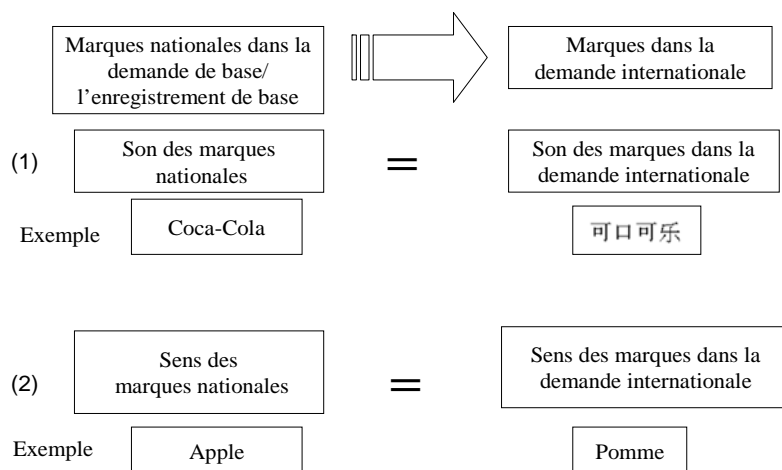 Marques nationales dans la
demande de base/
l’enregistrement de base
Marques dans la
demande internationale
(1)
Son des marques
nationales
=
Son des marques dans la
demande internationale
Exemple
Coca-Cola
可口可乐
(2)
Sens des
marques nationales
=
Sens des marques dans la
demande internationale
Exemple
Apple
Pomme